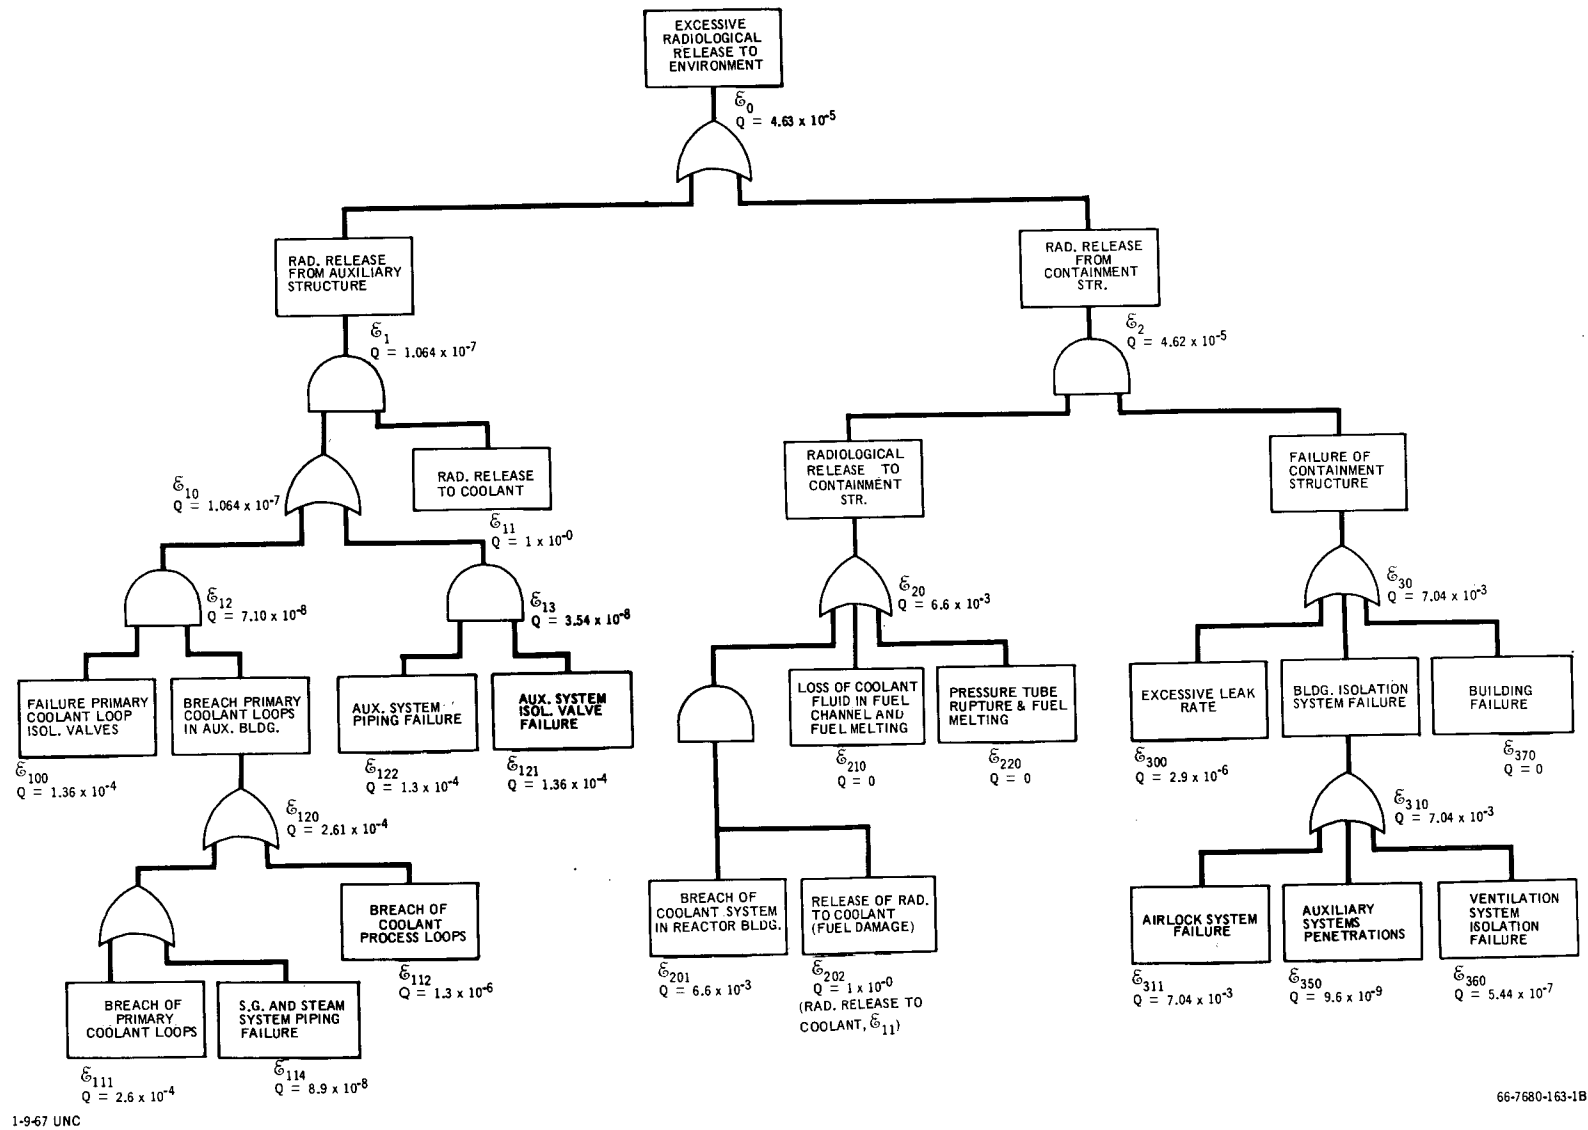 EXCESSIVE
RADIOLOGICAL
RELEASE TO
ENVIRONMENT
ℰ0
Q = 4.63 x 10^-5
RAD. RELEASE
FROM AUXILIARY
STRUCTURE
ℰ1
Q = 1.064 x 10^-7
RAD. RELEASE
FROM
CONTAINMENT
STR.
ℰ2
Q = 4.62 x 10^-5
ℰ10
Q = 1.064 x 10^-7
RAD. RELEASE
TO COOLANT
ℰ11
Q = 1 x 10^-0
RADIOLOGICAL
RELEASE TO
CONTAINMENT
STR.
ℰ20
Q = 6.6 x 10^-3
FAILURE OF
CONTAINMENT
STRUCTURE
ℰ30
Q = 7.04 x 10^-3
ℰ12
Q = 7.10 x 10^-8
ℰ13
Q = 3.54 x 10^-8
FAILURE PRIMARY
COOLANT LOOP
ISOL. VALVES
ℰ100
Q = 1.36 x 10^-4
BREACH PRIMARY
COOLANT LOOPS
IN AUX. BLDG.
ℰ120
Q = 2.61 x 10^-4
AUX. SYSTEM
PIPING FAILURE
ℰ122
Q = 1.3 x 10^-4
AUX. SYSTEM
ISOL. VALVE
FAILURE
ℰ121
Q = 1.36 x 10^-4
LOSS OF COOLANT
FLUID IN FUEL
CHANNEL AND
FUEL MELTING
ℰ210
Q = 0
PRESSURE TUBE
RUPTURE & FUEL
MELTING
ℰ220
Q = 0
EXCESSIVE LEAK
RATE
ℰ300
Q = 2.9 x 10^-6
BLDG. ISOLATION
SYSTEM FAILURE
ℰ310
Q = 7.04 x 10^-3
BUILDING
FAILURE
ℰ370
Q = 0
BREACH OF
COOLANT
PROCESS LOOPS
ℰ112
Q = 1.3 x 10^-6
BREACH OF
COOLANT SYSTEM
IN REACTOR BLDG.
ℰ201
Q = 6.6 x 10^-3
RELEASE OF RAD.
TO COOLANT
(FUEL DAMAGE)
ℰ202
Q = 1 x 10^-0
(RAD. RELEASE TO
COOLANT, ℰ11)
AIRLOCK SYSTEM
FAILURE
ℰ311
Q = 7.04 x 10^-3
AUXILIARY
SYSTEMS
PENETRATIONS
ℰ350
Q = 9.6 x 10^-9
VENTILATION
SYSTEM
ISOLATION
FAILURE
ℰ360
Q = 5.44 x 10^-7
BREACH OF
PRIMARY
COOLANT LOOPS
ℰ111
Q = 2.6 x 10^-4
S.G. AND STEAM
SYSTEM PIPING
FAILURE
ℰ114
Q = 8.9 x 10^-8
1-9-67 UNC
66-7680-163-1B